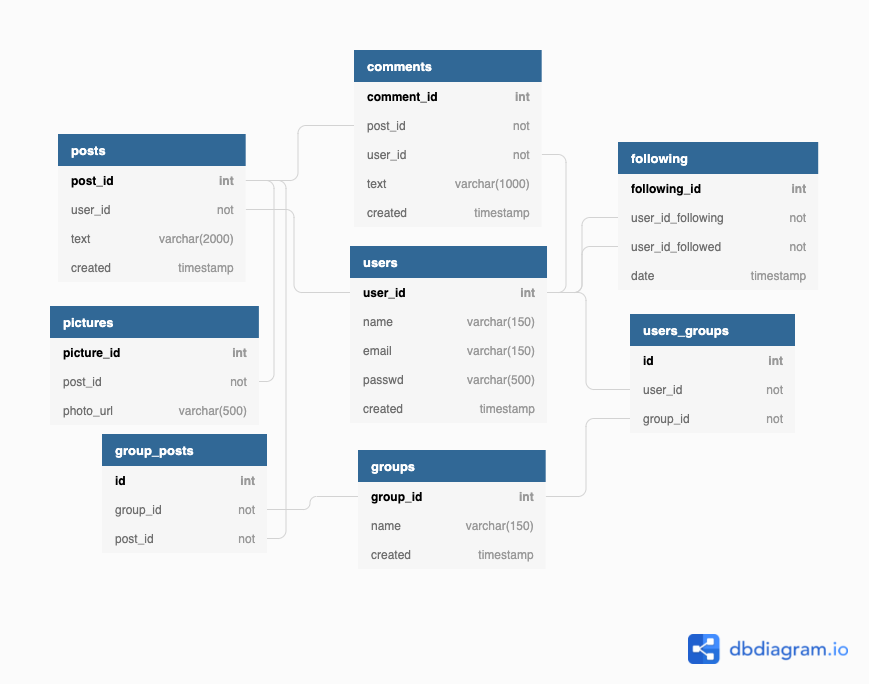 comments
comment_id int
post_id not
user_id not
text varchar(1000)
created timestamp
posts
post_id int
user_id not
text varchar(2000)
created timestamp
following
following_id int
user_id_following not
user_id_followed not
date timestamp
users
user_id int
name varchar(150)
email varchar(150)
passwd varchar(500)
created timestamp
pictures
picture_id int
post_id not
photo_url varchar(500)
users_groups
id int
user_id not
group_id not
group_posts
id int
group_id not
post_id not
groups
group_id int
name varchar(150)
created timestamp
dbdiagram.io